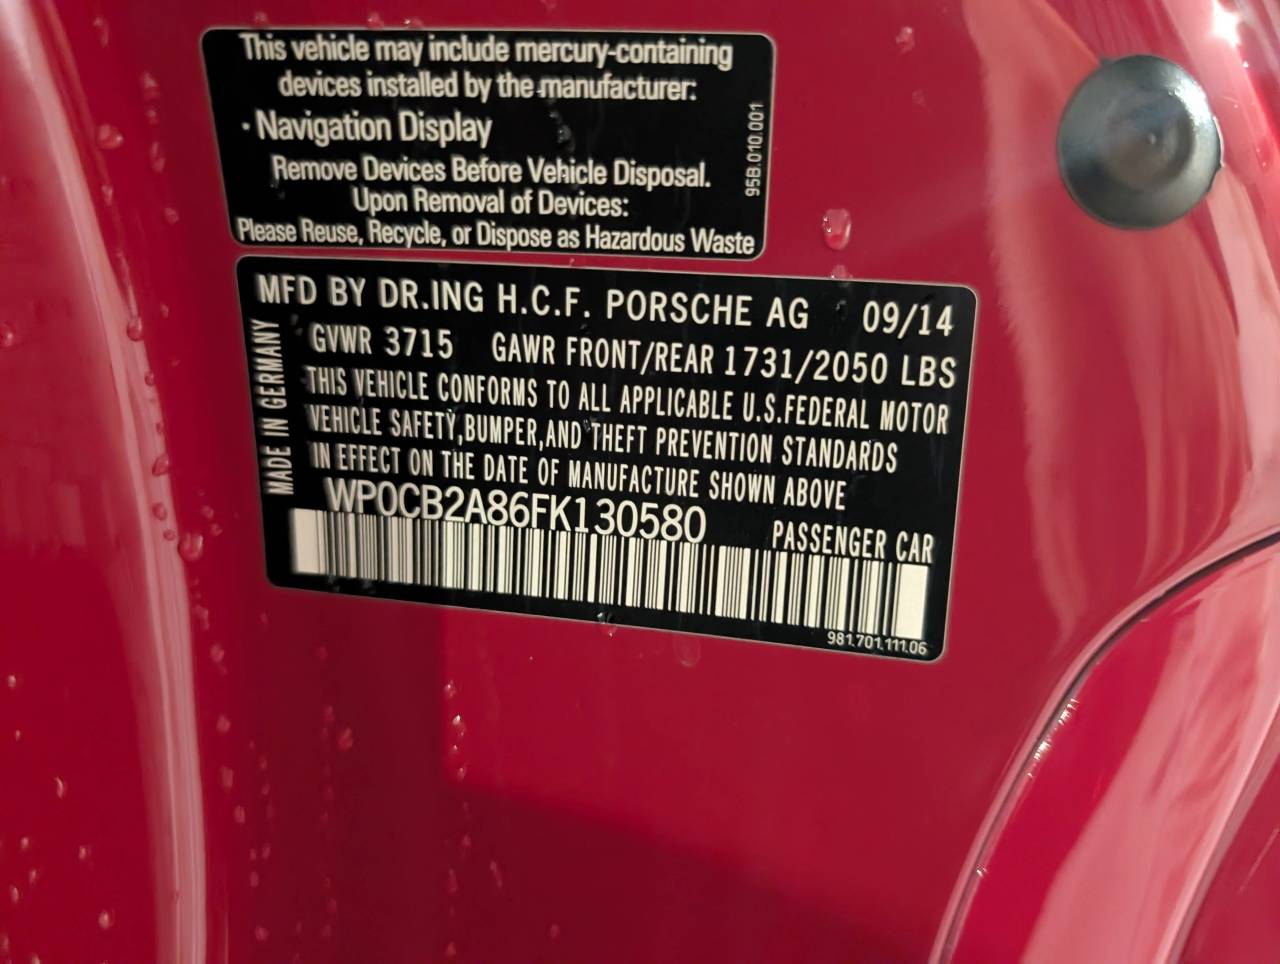 This vehicle may include mercury-containing
devices installed by the manufacturer:
· Navigation Display
Remove Devices Before Vehicle Disposal.
Upon Removal of Devices:
Please Reuse, Recycle, or Dispose as Hazardous Waste
95B.010.001
MFD BY DR.ING H.C.F. PORSCHE AG 09/14
GVWR 3715 GAWR FRONT/REAR 1731/2050 LBS
THIS VEHICLE CONFORMS TO ALL APPLICABLE U.S.FEDERAL MOTOR
VEHICLE SAFETY,BUMPER,AND THEFT PREVENTION STANDARDS
IN EFFECT ON THE DATE OF MANUFACTURE SHOWN ABOVE
MADE IN GERMANY
WP0CB2A86FK130580 PASSENGER CAR
981.701.111.06